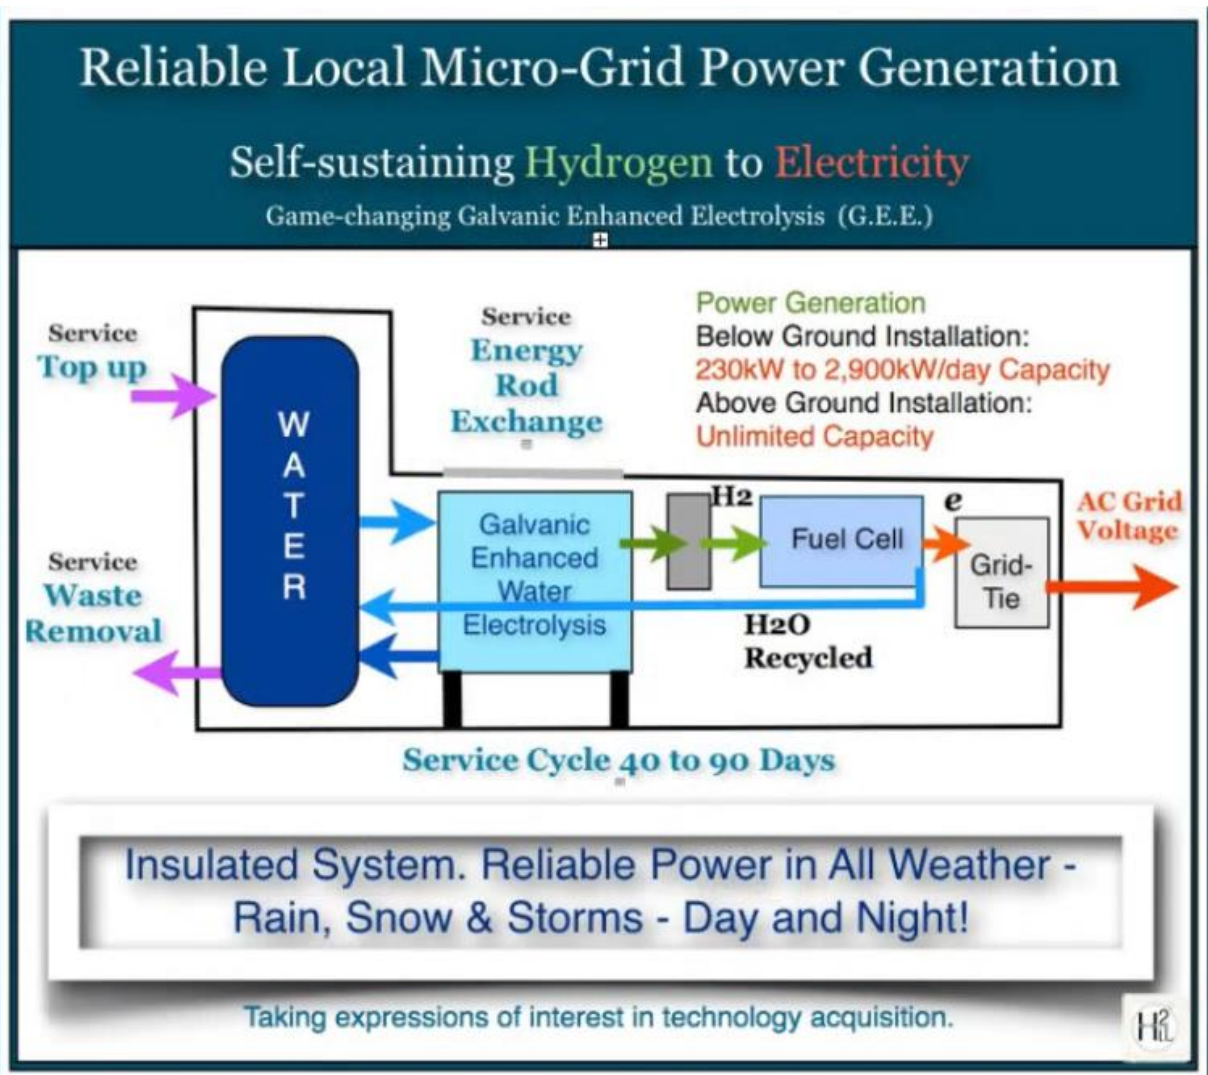 Reliable Local Micro-Grid Power Generation
Self-sustaining Hydrogen to Electricity
Game-changing Galvanic Enhanced Electrolysis (G.E.E.)
Service
Top up
Service
Energy
Rod
Exchange
Power Generation
Below Ground Installation:
230kW to 2,900kW/day Capacity
Above Ground Installation:
Unlimited Capacity
W
A
T
E
R
Galvanic
Enhanced
Water
Electrolysis
H2
Fuel Cell
e
Grid-
Tie
AC Grid
Voltage
Service
Waste
Removal
H2O
Recycled
Service Cycle 40 to 90 Days
Insulated System. Reliable Power in All Weather -
Rain, Snow & Storms - Day and Night!
Taking expressions of interest in technology acquisition.